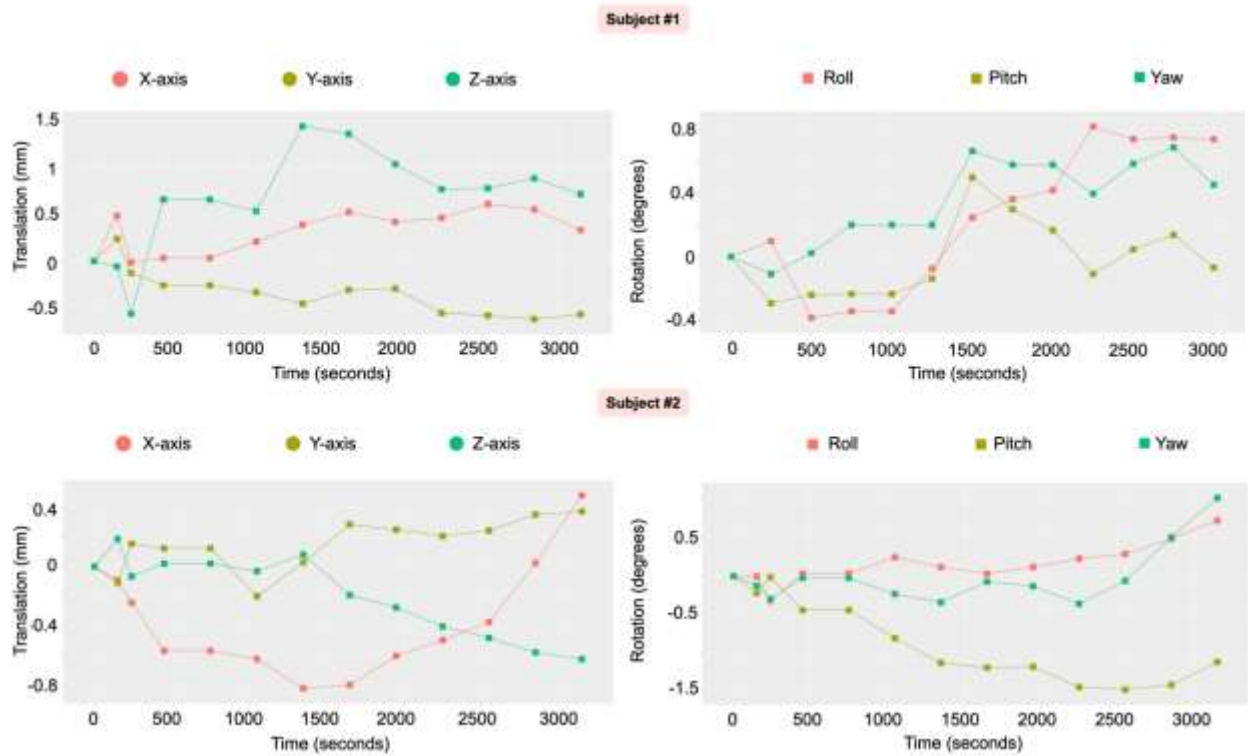 Subject #1
X-axis Y-axis Z-axis
Roll Pitch Yaw
Translation (mm)
1.5
1
0.5
0
-0.5
0 500 1000 1500 2000 2500 3000
Time (seconds)
Rotation (degrees)
0.8
0.4
0
-0.4
0 500 1000 1500 2000 2500 3000
Time (seconds)
Subject #2
X-axis Y-axis Z-axis
Roll Pitch Yaw
Translation (mm)
0.4
0
-0.4
-0.8
0 500 1000 1500 2000 2500 3000
Time (seconds)
Rotation (degrees)
0.5
-0.5
-1.5
0 500 1000 1500 2000 2500 3000
Time (seconds)